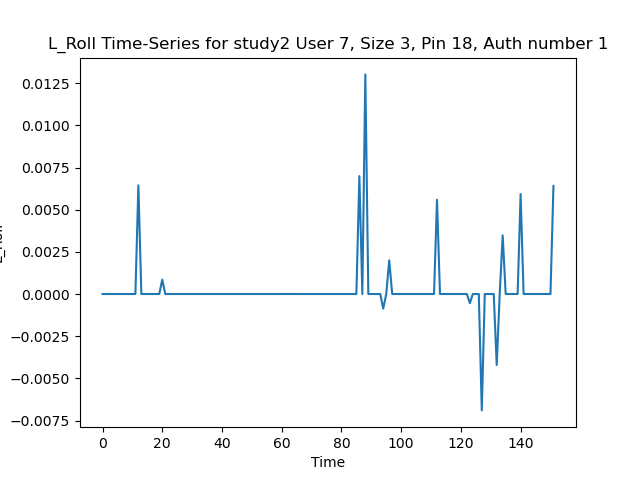 L_Roll Time-Series for study2 User 7, Size 3, Pin 18, Auth number 1
0.0125
0.0100
0.0075
0.0050
0.0025
0.0000
−0.0025
−0.0050
−0.0075
L_Roll
0 20 40 60 80 100 120 140
Time